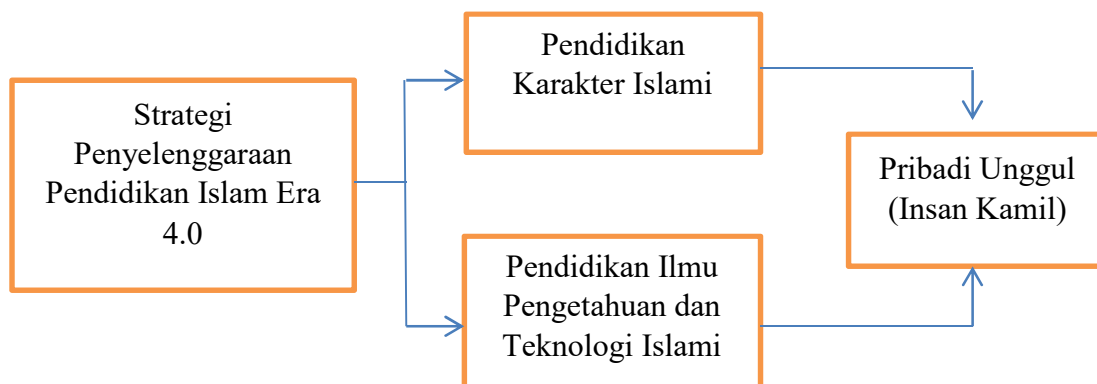 Strategi
Penyelenggaraan
Pendidikan Islam Era
4.0
Pendidikan
Karakter Islami
Pendidikan Ilmu
Pengetahuan dan
Teknologi Islami
Pribadi Unggul
(Insan Kamil)